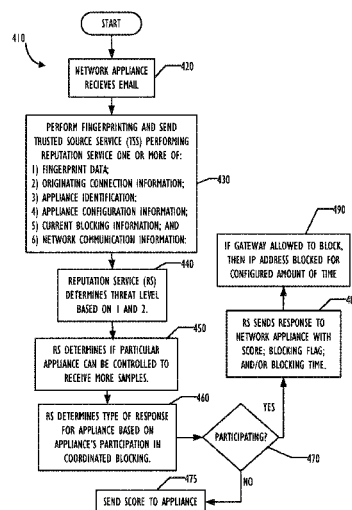 START
410
420
NETWORK APPLIANCE
RECIEVES EMAIL
PERFORM FINGERPRINTING AND SEND
TRUSTED SOURCE SERVICE (TSS) PERFORMING
REPUTATION SERVICE ONE OR MORE OF:
1) FINGERPRINT DATA;
2) ORIGINATING CONNECTION INFORMATION;
3) APPLIANCE IDENTIFICATION;
4) APPLIANCE CONFIGURATION INFORMATION;
5) CURRENT BLOCKING INFORMATION; AND
6) NETWORK COMMUNICATION INFORMATION:
430
440
REPUTATION SERVICE (RS)
DETERMINES THREAT LEVEL
BASED ON 1 AND 2.
450
RS DETERMINES IF PARTICULAR
APPLIANCE CAN BE CONTROLLED TO
RECEIVE MORE SAMPLES.
460
RS DETERMINES TYPE OF RESPONSE
FOR APPLIANCE BASED ON
APPLIANCE'S PARTICIPATION IN
COORDINATED BLOCKING.
PARTICIPATING?
470
YES
NO
475
SEND SCORE TO APPLIANCE
RS SENDS RESPONSE TO
NETWORK APPLIANCE WITH
SCORE; BLOCKING FLAG;
AND/OR BLOCKING TIME.
490
IF GATEWAY ALLOWED TO BLOCK,
THEN IP ADDRESS BLOCKED FOR
CONFIGURED AMOUNT OF TIME